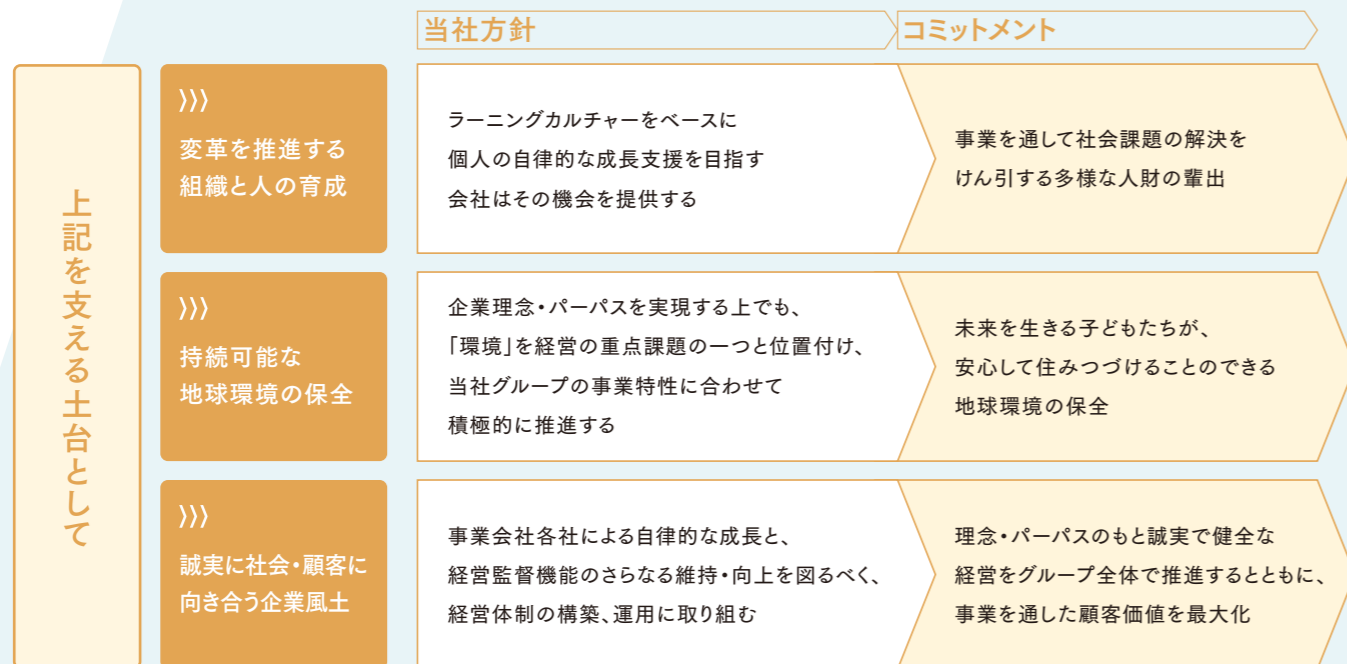 当社方針
コミットメント
上記を支える土台として
⟩⟩⟩
変革を推進する
組織と人の育成
ラーニングカルチャーをベースに
個人の自律的な成長支援を目指す
会社はその機会を提供する
事業を通して社会課題の解決を
けん引する多様な人財の輩出
⟩⟩⟩
持続可能な
地球環境の保全
企業理念・パーパスを実現する上でも、
「環境」を経営の重点課題の一つと位置付け、
当社グループの事業特性に合わせて
積極的に推進する
未来を生きる子どもたちが、
安心して住みつづけることのできる
地球環境の保全
⟩⟩⟩
誠実に社会・顧客に
向き合う企業風土
事業会社各社による自律的な成長と、
経営監督機能のさらなる維持・向上を図るべく、
経営体制の構築、運用に取り組む
理念・パーパスのもと誠実で健全な
経営をグループ全体で推進するとともに、
事業を通した顧客価値を最大化